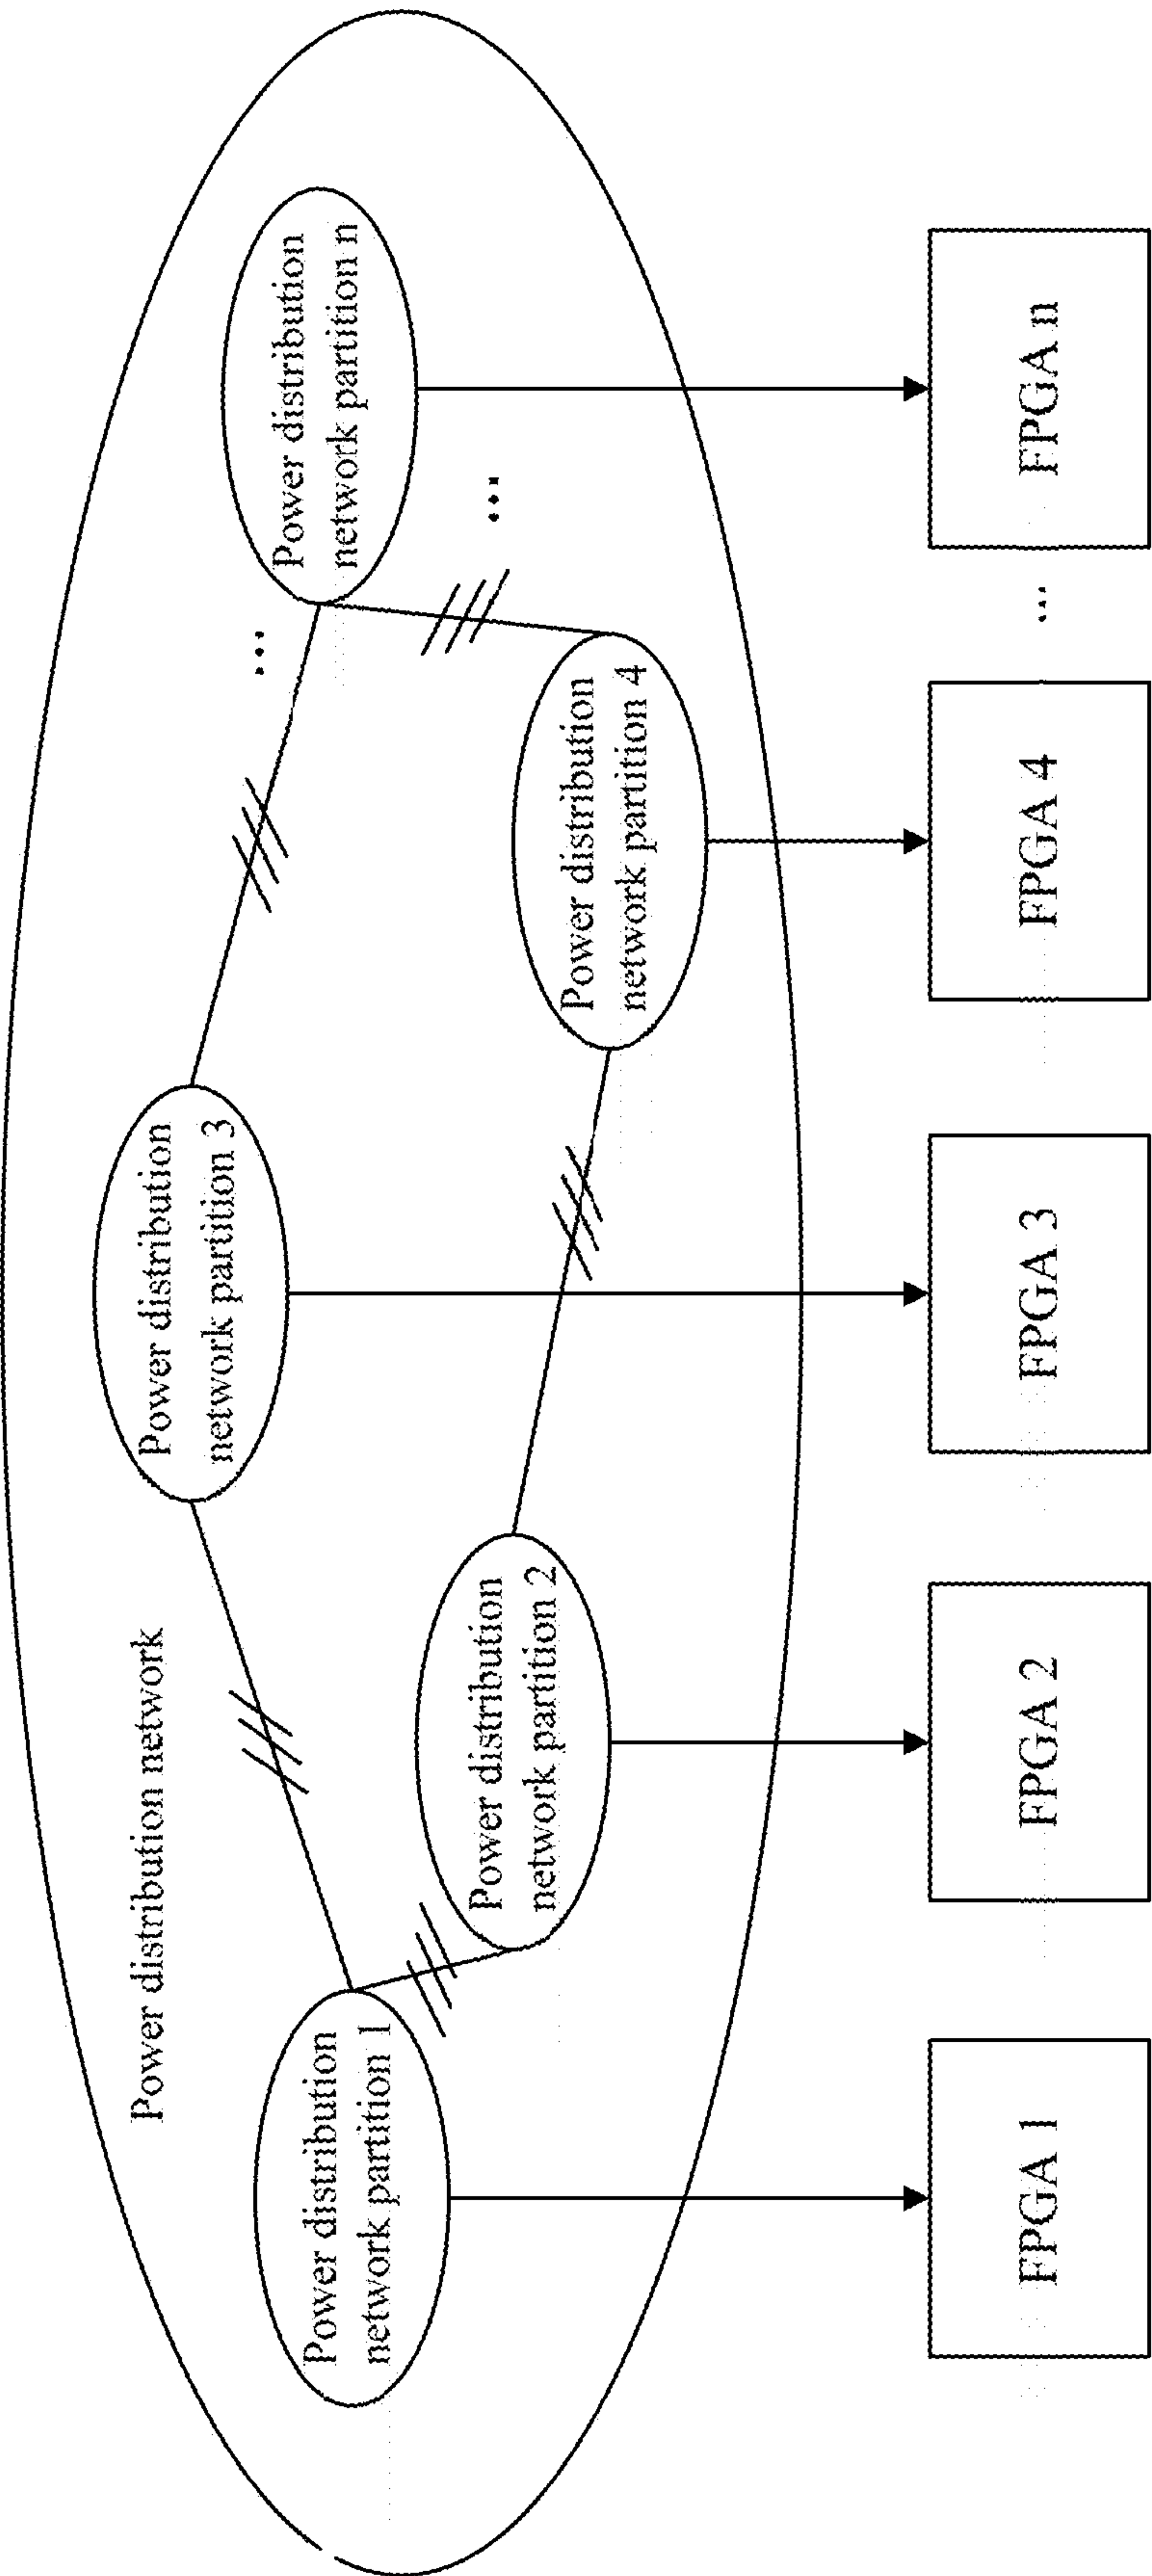 Power distribution network
Power distribution
network partition 1
Power distribution
network partition 2
Power distribution
network partition 3
Power distribution
network partition 4
Power distribution
network partition n
...
...
FPGA 1
FPGA 2
FPGA 3
FPGA 4
...
FPGA n